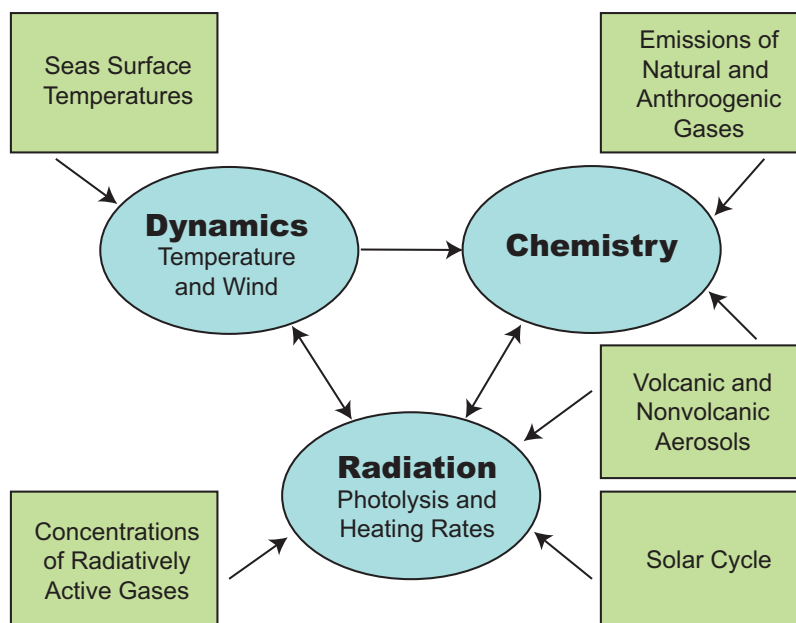 Seas Surface
Temperatures
Emissions of
Natural and
Anthroogenic
Gases
Dynamics
Temperature
and Wind
Chemistry
Volcanic and
Nonvolcanic
Aerosols
Radiation
Photolysis and
Heating Rates
Concentrations
of Radiatively
Active Gases
Solar Cycle